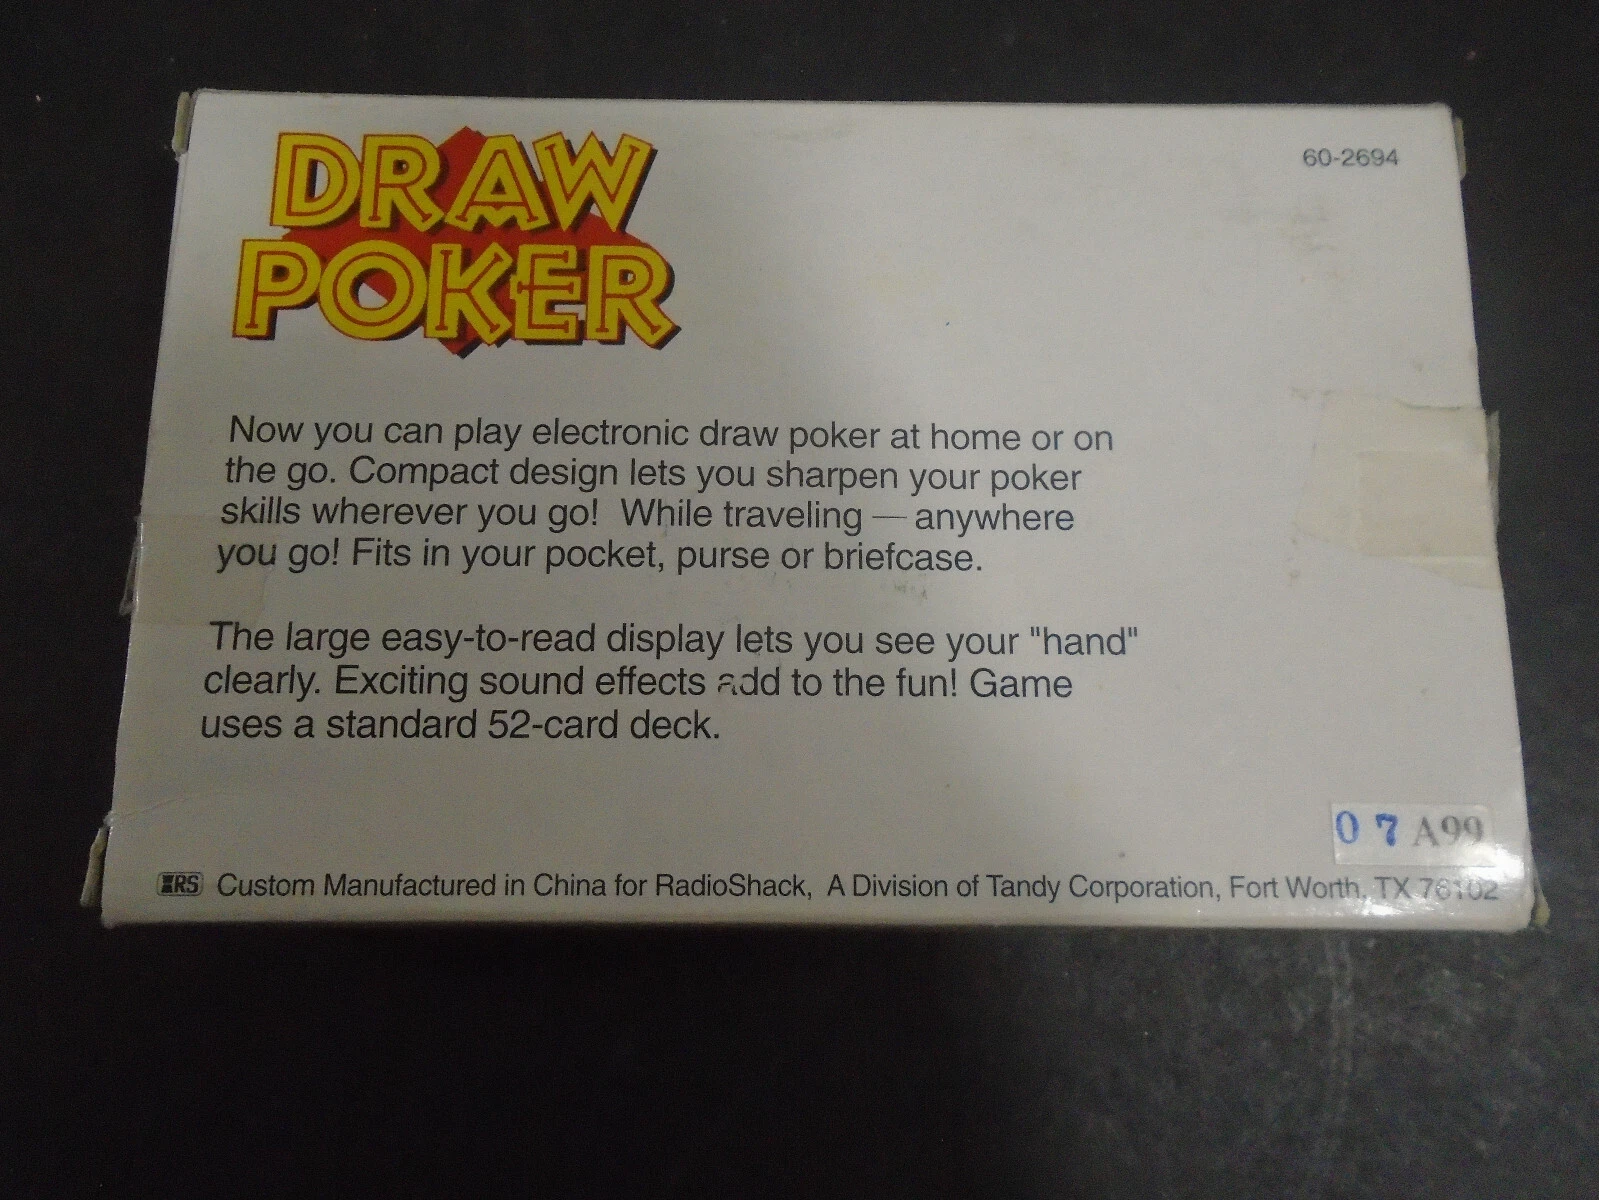 DRAW
POKER
60-2694
Now you can play electronic draw poker at home or on
the go. Compact design lets you sharpen your poker
skills wherever you go!  While traveling — anywhere
you go! Fits in your pocket, purse or briefcase.
The large easy-to-read display lets you see your "hand"
clearly. Exciting sound effects add to the fun! Game
uses a standard 52-card deck.
07 A99
RS Custom Manufactured in China for RadioShack,  A Division of Tandy Corporation, Fort Worth, TX 76102